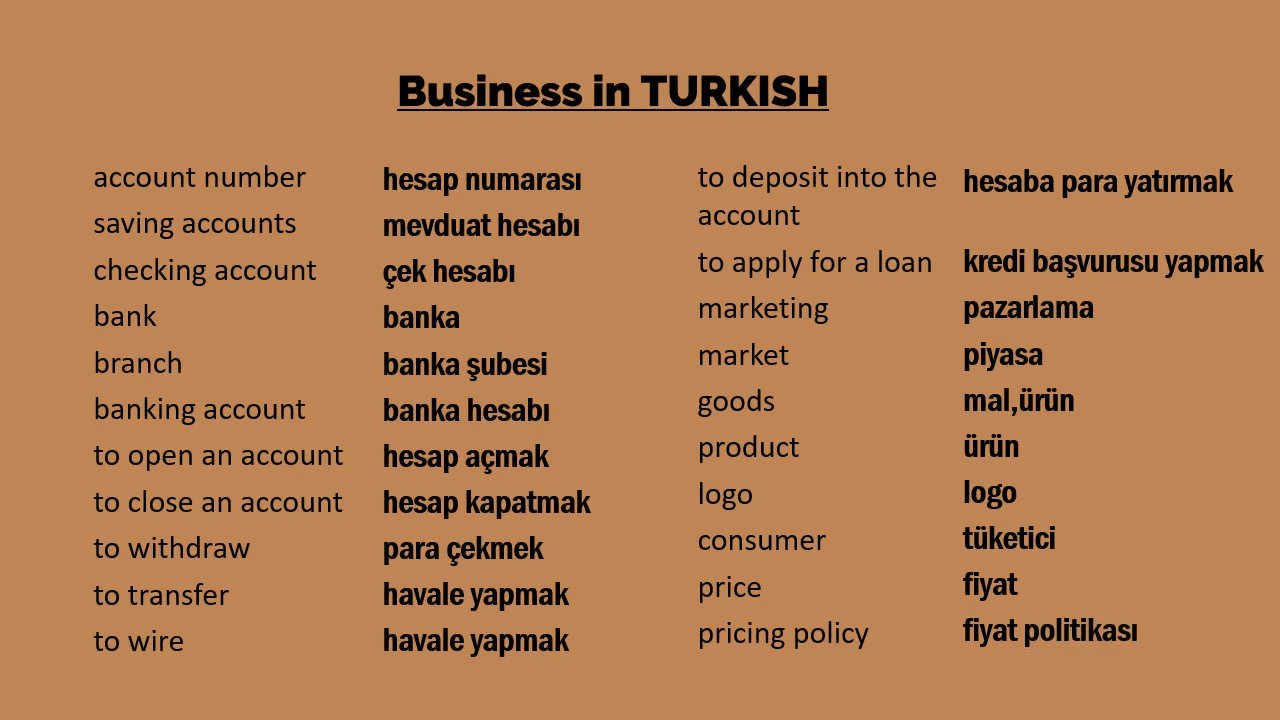 Business in TURKISH
account number hesap numarası
saving accounts mevduat hesabı
checking account çek hesabı
bank banka
branch banka şubesi
banking account banka hesabı
to open an account hesap açmak
to close an account hesap kapatmak
to withdraw para çekmek
to transfer havale yapmak
to wire havale yapmak
to deposit into the hesaba para yatırmak
account
to apply for a loan kredi başvurusu yapmak
marketing pazarlama
market piyasa
goods mal,ürün
product ürün
logo logo
consumer tüketici
price fiyat
pricing policy fiyat politikası